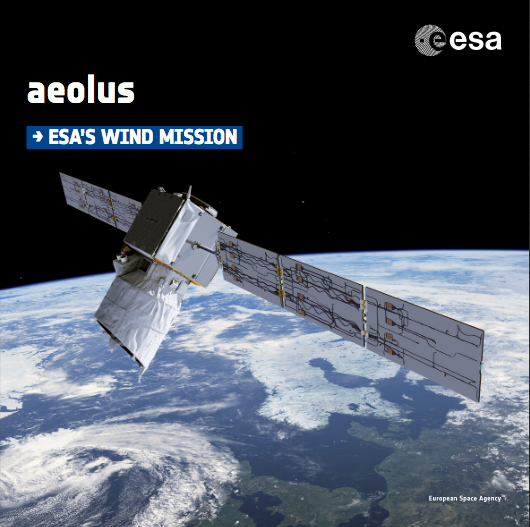 esa
aeolus
→ ESA'S WIND MISSION
European Space Agency